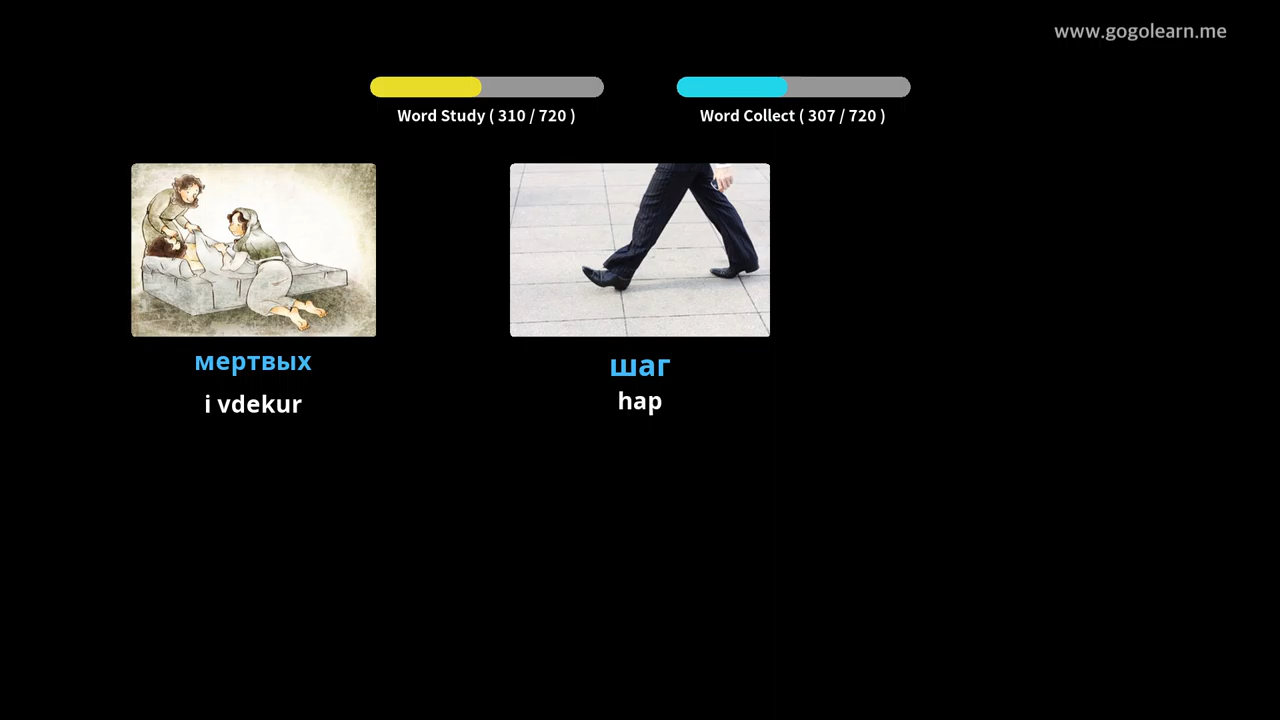 www.gogolearn.me
Word Study ( 310 / 720 )
Word Collect ( 307 / 720 )
мертвых
i vdekur
шаг
hap